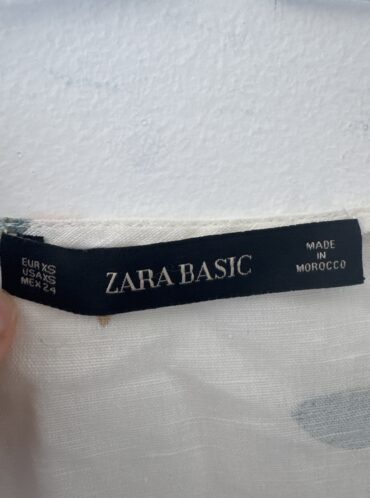 EUR XS
USA XS
MEX 24
ZARA BASIC
MADE
IN
MOROCCO